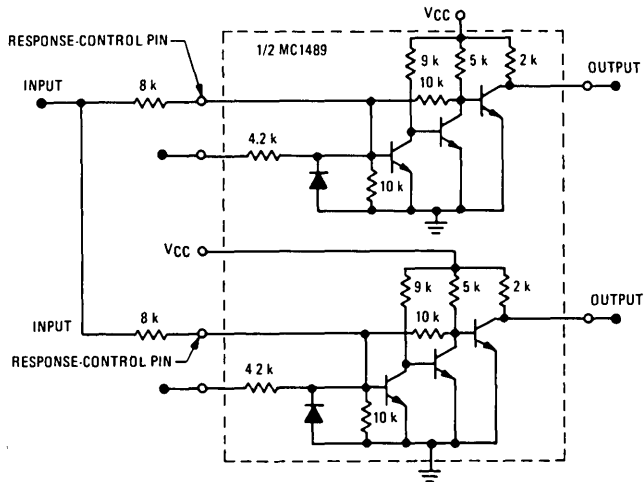 VCC
RESPONSE-CONTROL PIN
1/2 MC1489
9 k
5 k
2 k
INPUT
8 k
10 k
OUTPUT
4.2 k
10 k
VCC
9 k
5 k
2 k
INPUT
8 k
10 k
OUTPUT
RESPONSE-CONTROL PIN
4.2 k
10 k